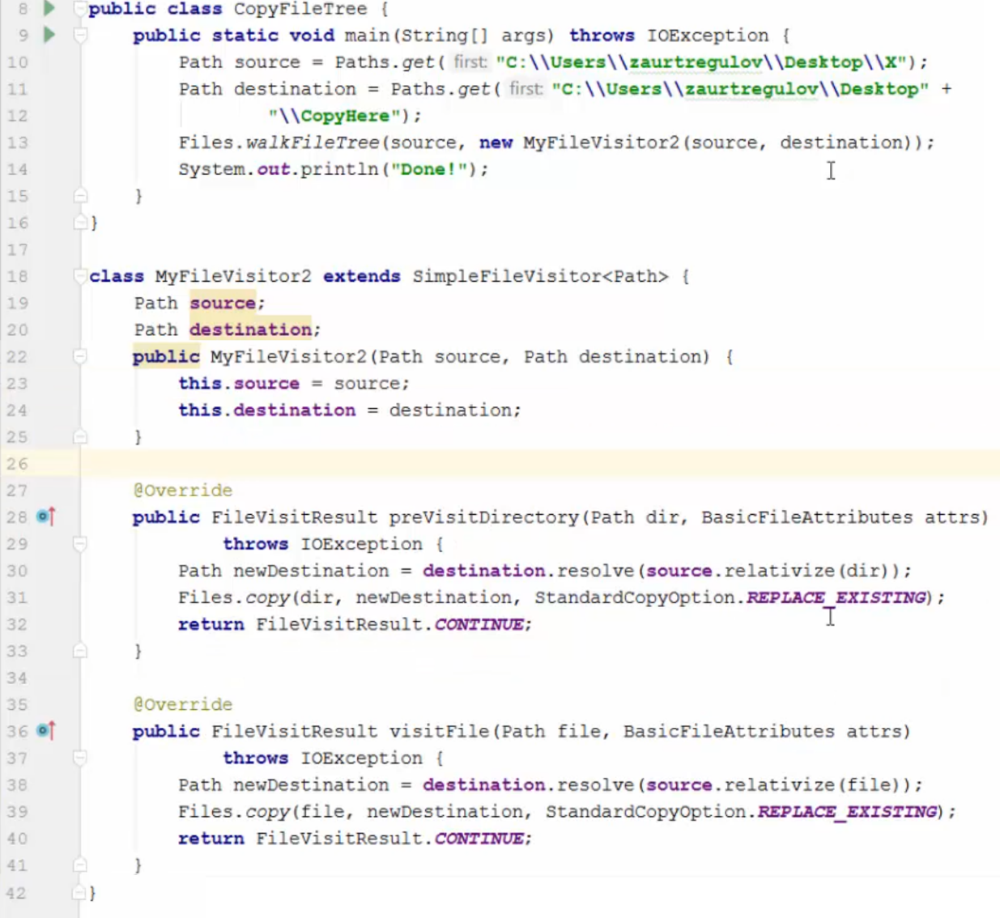 8 public class CopyFileTree {
9 public static void main(String[] args) throws IOException {
10 Path source = Paths.get( first: "C:\\Users\\zaurtregulov\\Desktop\\X");
11 Path destination = Paths.get( first: "C:\\Users\\zaurtregulov\\Desktop" +
12 "\\CopyHere");
13 Files.walkFileTree(source, new MyFileVisitor2(source, destination));
14 System.out.println("Done!");
15 }
16 }
17
18 class MyFileVisitor2 extends SimpleFileVisitor<Path> {
19 Path source;
20 Path destination;
22 public MyFileVisitor2(Path source, Path destination) {
23 this.source = source;
24 this.destination = destination;
25 }
26
27 @Override
28 public FileVisitResult preVisitDirectory(Path dir, BasicFileAttributes attrs)
29 throws IOException {
30 Path newDestination = destination.resolve(source.relativize(dir));
31 Files.copy(dir, newDestination, StandardCopyOption.REPLACE_EXISTING);
32 return FileVisitResult.CONTINUE;
33 }
34
35 @Override
36 public FileVisitResult visitFile(Path file, BasicFileAttributes attrs)
37 throws IOException {
38 Path newDestination = destination.resolve(source.relativize(file));
39 Files.copy(file, newDestination, StandardCopyOption.REPLACE_EXISTING);
40 return FileVisitResult.CONTINUE;
41 }
42 }